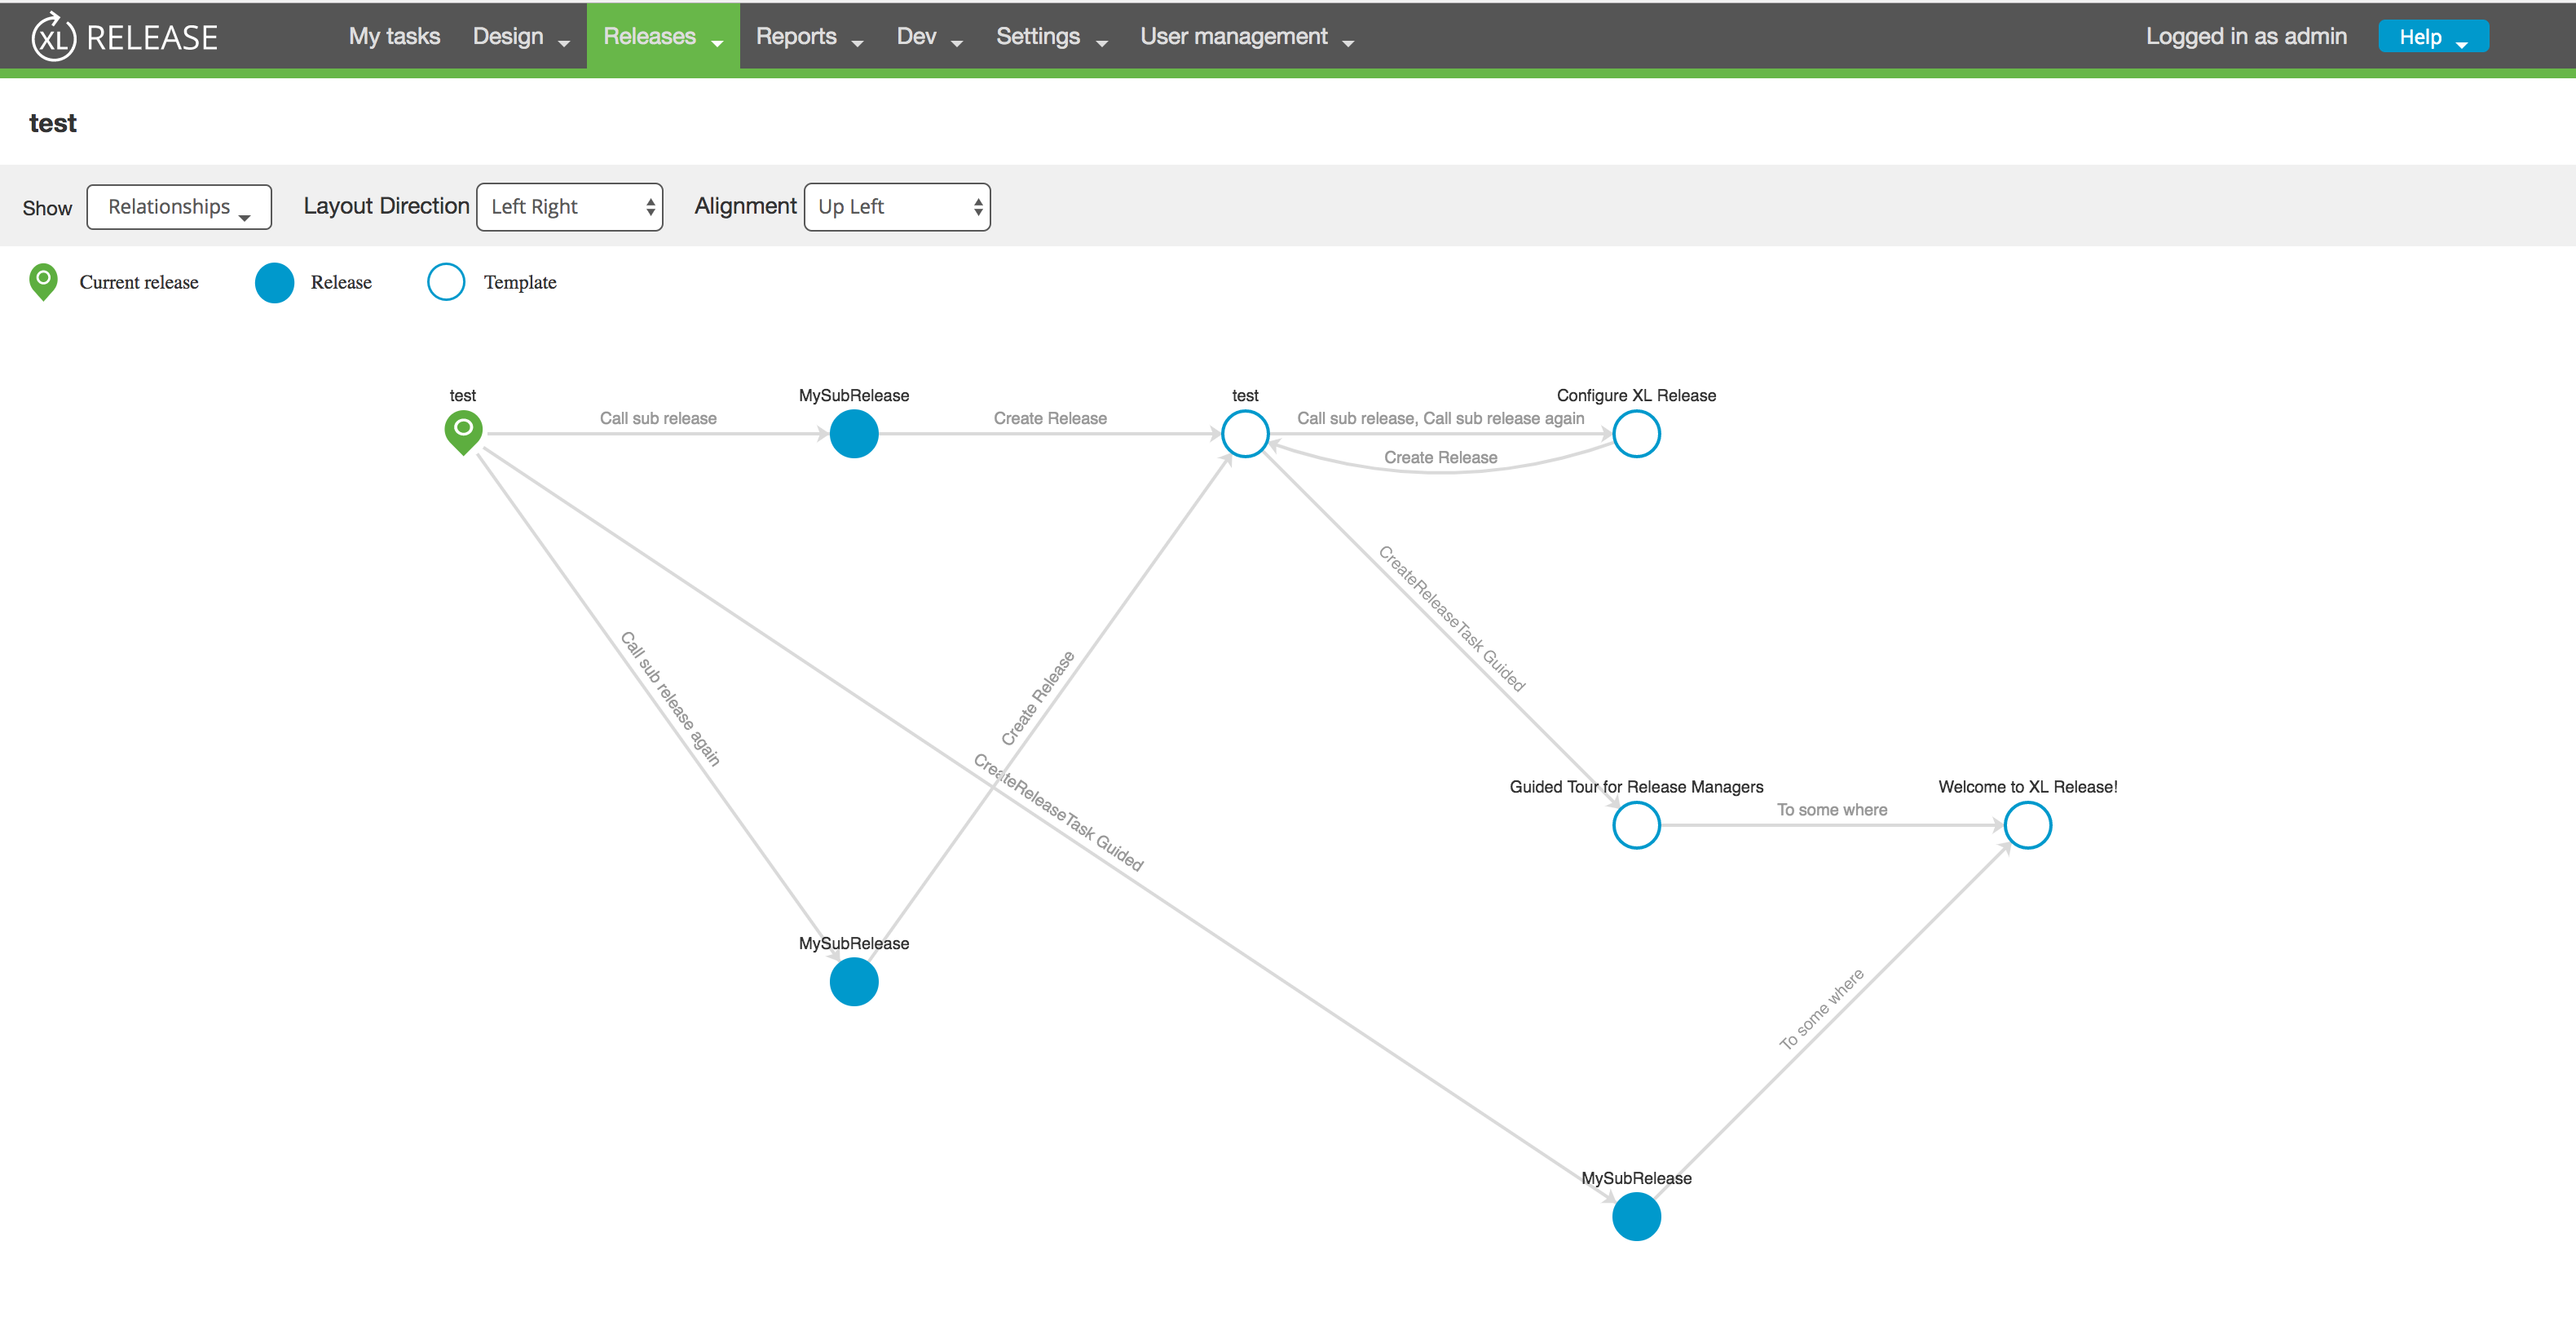 XL RELEASE My tasks Design Releases Reports Dev Settings User management Logged in as admin Help
test
Show Relationships Layout Direction Left Right Alignment Up Left
Current release Release Template
test MySubRelease test Configure XL Release
Call sub release Create Release Call sub release, Call sub release again
Create Release
CreateReleaseTask Guided
Call sub release again
Create Release
CreateReleaseTask Guided
Guided Tour for Release Managers Welcome to XL Release!
To some where
MySubRelease
To some where
MySubRelease